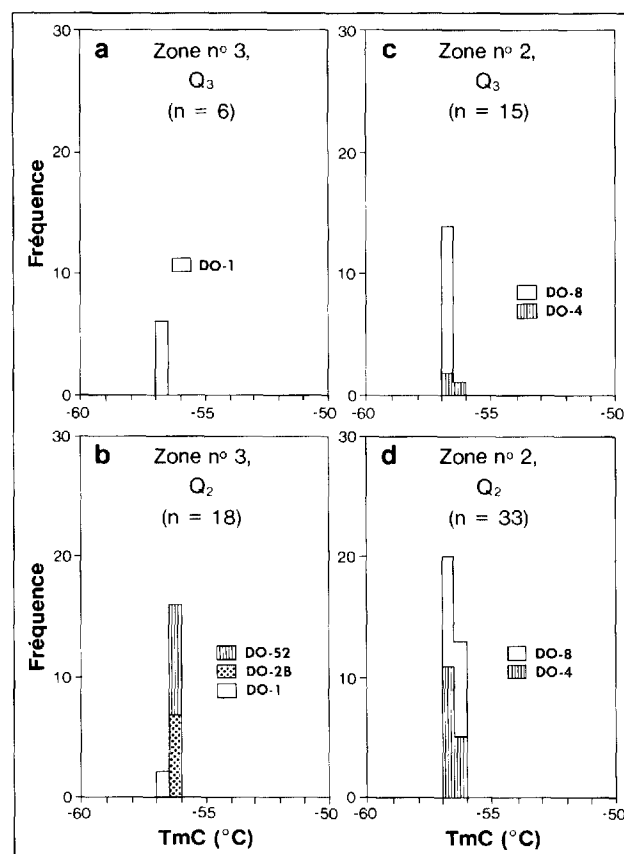 a
Zone nº 3,
Q₃
(n = 6)
Fréquence
30
20
10
0
DO-1
-60
-55
-50
c
Zone nº 2,
Q₃
(n = 15)
30
20
10
0
DO-8
DO-4
-60
-55
-50
b
Zone nº 3,
Q₂
(n = 18)
Fréquence
30
20
10
0
DO-52
DO-2B
DO-1
-60
-55
-50
TmC (°C)
d
Zone nº 2,
Q₂
(n = 33)
30
20
10
0
DO-8
DO-4
-60
-55
-50
TmC (°C)